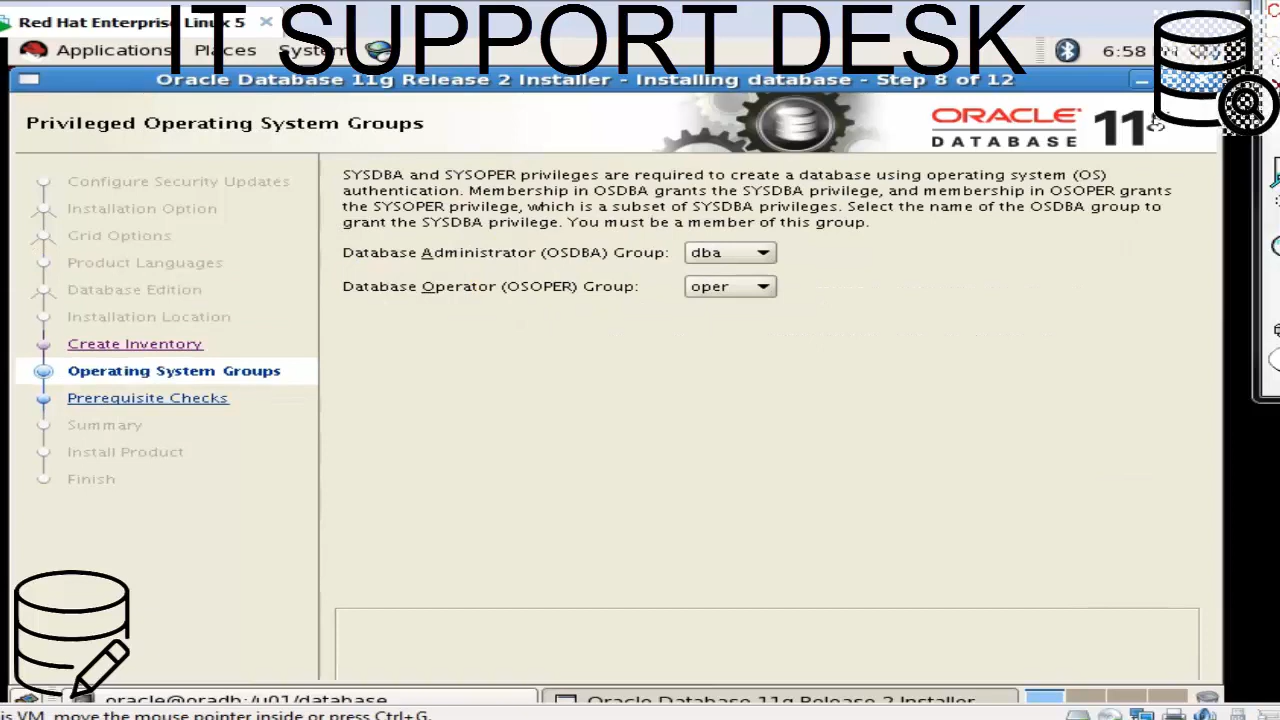 Red Hat Enterprise Linux 5
IT SUPPORT DESK
Applications Places System
6:58
Oracle Database 11g Release 2 Installer - Installing database - Step 8 of 12
Privileged Operating System Groups
ORACLE
DATABASE
11g
Configure Security Updates
Installation Option
Grid Options
Product Languages
Database Edition
Installation Location
Create Inventory
Operating System Groups
Prerequisite Checks
Summary
Install Product
Finish
SYSDBA and SYSOPER privileges are required to create a database using operating system (OS)
authentication. Membership in OSDBA grants the SYSDBA privilege, and membership in OSOPER grants
the SYSOPER privilege, which is a subset of SYSDBA privileges. Select the name of the OSDBA group to
grant the SYSDBA privilege. You must be a member of this group.
Database Administrator (OSDBA) Group: dba
Database Operator (OSOPER) Group: oper
oracle@oradb:/u01/database
Oracle Database 11g Release 2 Installer
is VM, move the mouse pointer inside or press Ctrl+G.